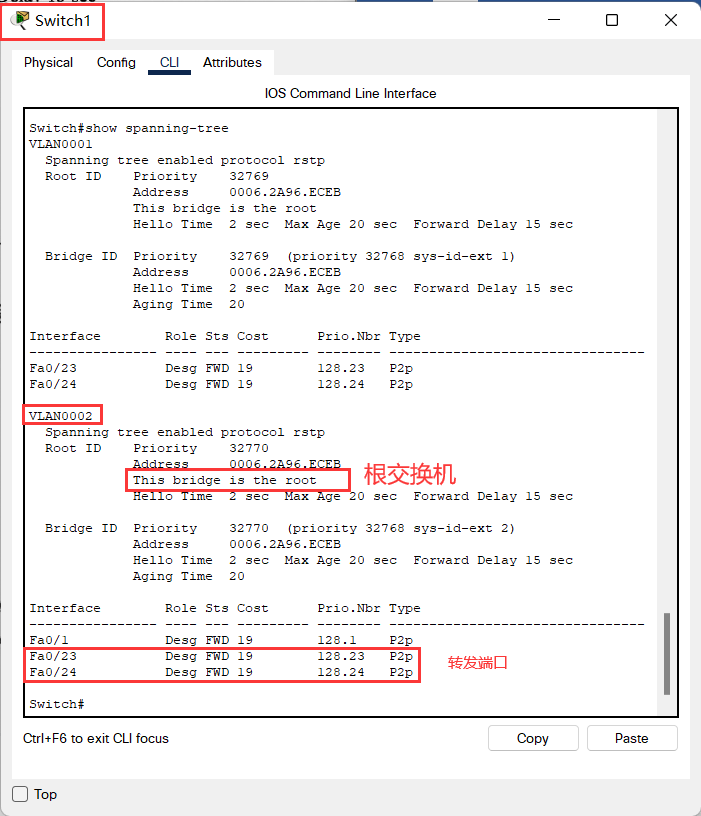 Switch1
Physical Config CLI Attributes
IOS Command Line Interface
Switch#show spanning-tree
VLAN0001
Spanning tree enabled protocol rstp
Root ID Priority 32769
Address 0006.2A96.ECEB
This bridge is the root
Hello Time 2 sec Max Age 20 sec Forward Delay 15 sec
Bridge ID Priority 32769 (priority 32768 sys-id-ext 1)
Address 0006.2A96.ECEB
Hello Time 2 sec Max Age 20 sec Forward Delay 15 sec
Aging Time 20
Interface Role Sts Cost Prio.Nbr Type
---------------- ---- --- --------- -------- --------------------------------
Fa0/23 Desg FWD 19 128.23 P2p
Fa0/24 Desg FWD 19 128.24 P2p
VLAN0002
Spanning tree enabled protocol rstp
Root ID Priority 32770
Address 0006.2A96.ECEB
This bridge is the root 根交换机
Hello Time 2 sec Max Age 20 sec Forward Delay 15 sec
Bridge ID Priority 32770 (priority 32768 sys-id-ext 2)
Address 0006.2A96.ECEB
Hello Time 2 sec Max Age 20 sec Forward Delay 15 sec
Aging Time 20
Interface Role Sts Cost Prio.Nbr Type
---------------- ---- --- --------- -------- --------------------------------
Fa0/1 Desg FWD 19 128.1 P2p
Fa0/23 Desg FWD 19 128.23 P2p 转发端口
Fa0/24 Desg FWD 19 128.24 P2p
Switch#
Ctrl+F6 to exit CLI focus Copy Paste
Top